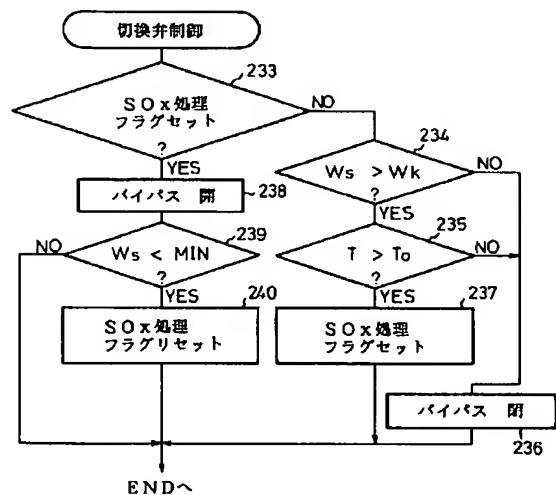 切換弁制御
233
SOx処理
フラグセット
?
NO
YES
234
Ws > Wk
?
NO
YES
バイパス 開
238
235
T > To
?
NO
YES
239
NO
Ws < MIN
?
YES
240
SOx処理
フラグリセット
237
SOx処理
フラグセット
バイパス 閉
236
ENDへ